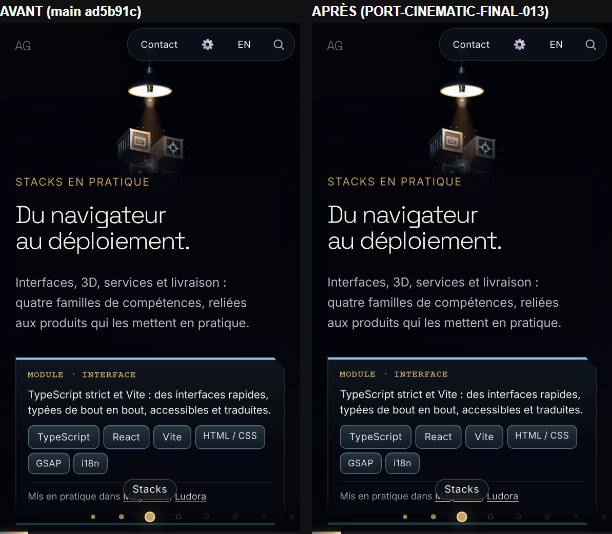 AVANT (main ad5b91c)
AG
Contact
EN
STACKS EN PRATIQUE
Du navigateur
au déploiement.
Interfaces, 3D, services et livraison :
quatre familles de compétences, reliées
aux produits qui les mettent en pratique.
MODULE · INTERFACE
TypeScript strict et Vite : des interfaces rapides,
typées de bout en bout, accessibles et traduites.
TypeScript React Vite HTML / CSS
GSAP i18n
Stacks
Mis en pratique dans Ludora
APRÈS (PORT-CINEMATIC-FINAL-013)
AG
Contact
EN
STACKS EN PRATIQUE
Du navigateur
au déploiement.
Interfaces, 3D, services et livraison :
quatre familles de compétences, reliées
aux produits qui les mettent en pratique.
MODULE · INTERFACE
TypeScript strict et Vite : des interfaces rapides,
typées de bout en bout, accessibles et traduites.
TypeScript React Vite HTML / CSS
GSAP i18n
Stacks
Mis en pratique dans Ludora